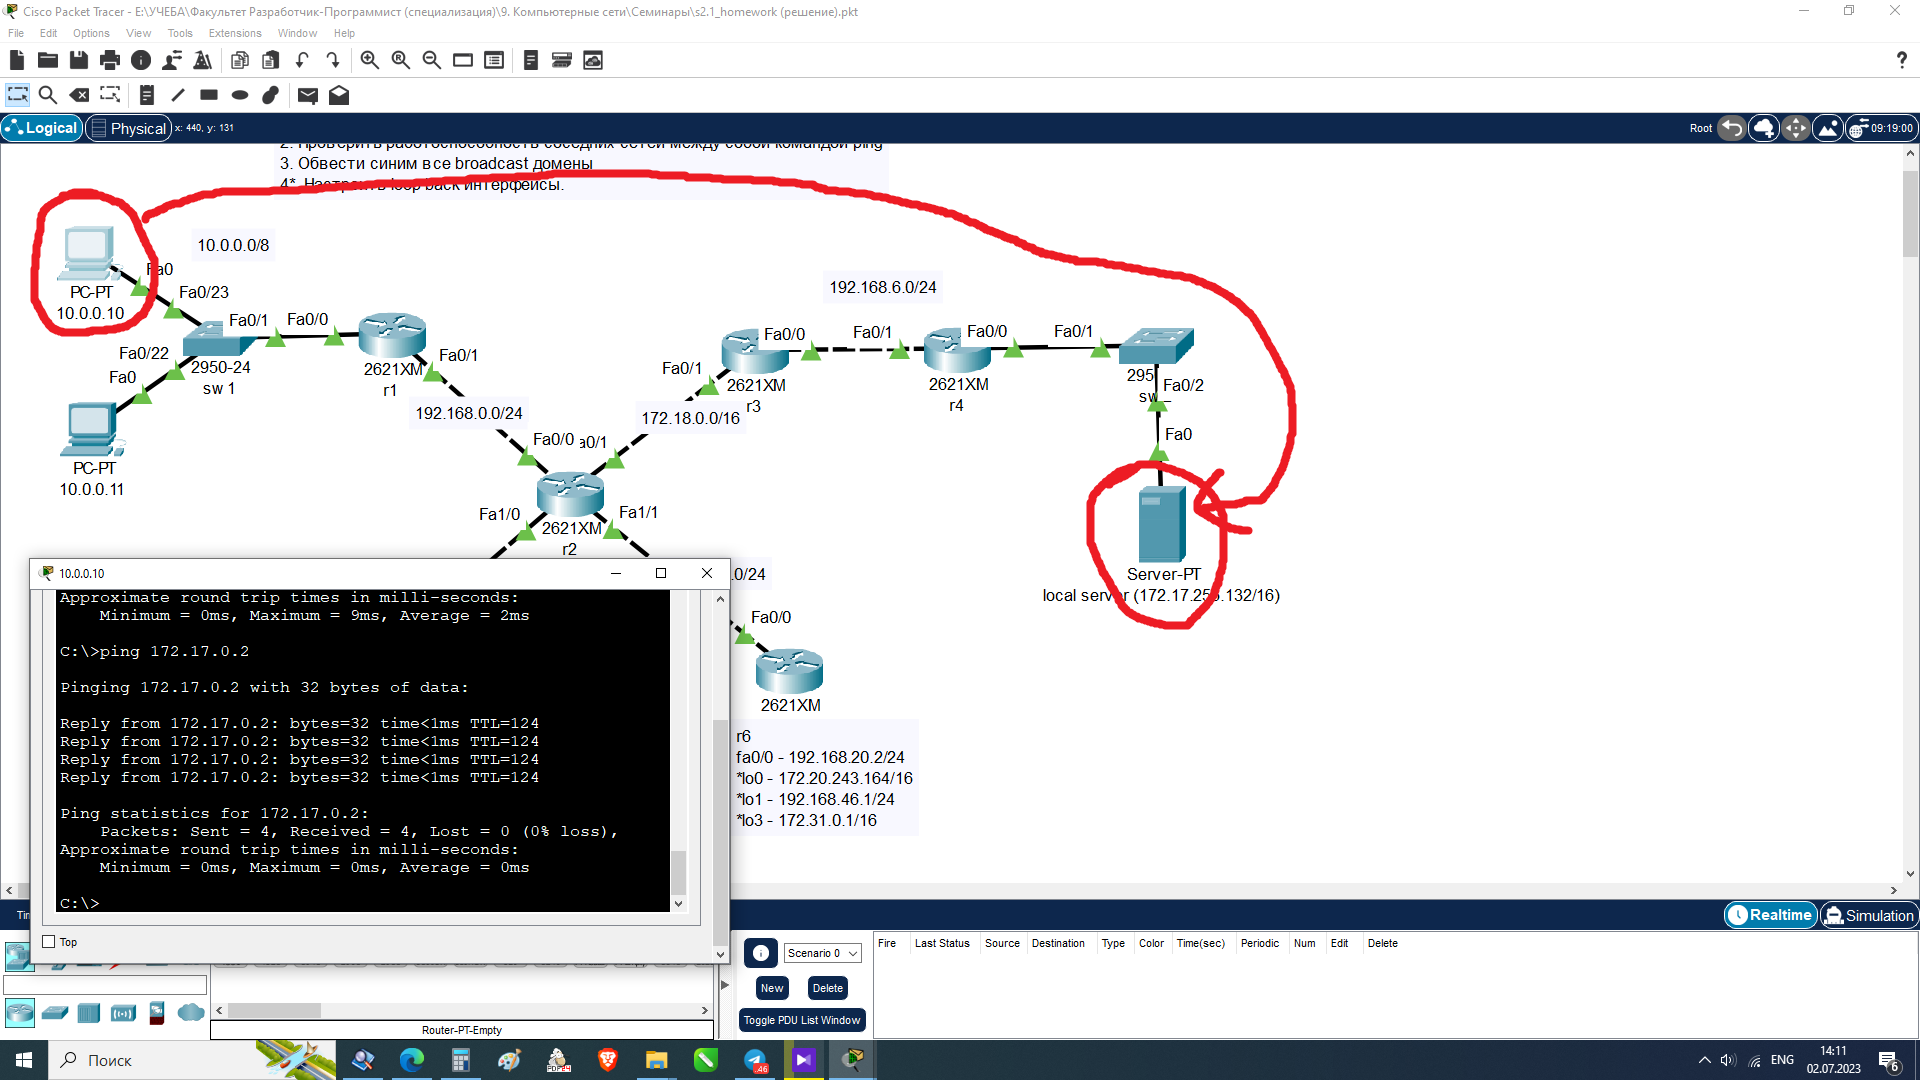 Cisco Packet Tracer - E:\УЧЕБА\Факультет Разработчик-Программист (специализация)\9. Компьютерные сети\Семинары\s2.1_homework (решение).pkt
File Edit Options View Tools Extensions Window Help
Logical Physical x: 440, y: 131 Root 09:19:00
2. Проверить работоспособность соседних сетей между собой командой ping
3. Обвести синим все broadcast домены
4*. Настроить loop back интерфейсы.
10.0.0.0/8
Fa0
PC-PT
10.0.0.10
Fa0/23
Fa0/1
Fa0/0
Fa0/22
Fa0
2950-24
sw 1
PC-PT
10.0.0.11
2621XM
r1
Fa0/1
192.168.0.0/24
192.168.6.0/24
Fa0/0
Fa0/1
Fa0/0
Fa0/1
Fa0/1
2621XM
r3
172.18.0.0/16
2621XM
r4
295
sw
Fa0/2
Fa0
Fa0/0
a0/1
Fa1/0
Fa1/1
2621XM
r2
Server-PT
local server (172.17.25 .132/16)
.0/24
Fa0/0
2621XM
r6
fa0/0 - 192.168.20.2/24
*lo0 - 172.20.243.164/16
*lo1 - 192.168.46.1/24
*lo3 - 172.31.0.1/16
10.0.0.10
Approximate round trip times in milli-seconds:
Minimum = 0ms, Maximum = 9ms, Average = 2ms
C:\>ping 172.17.0.2
Pinging 172.17.0.2 with 32 bytes of data:
Reply from 172.17.0.2: bytes=32 time<1ms TTL=124
Reply from 172.17.0.2: bytes=32 time<1ms TTL=124
Reply from 172.17.0.2: bytes=32 time<1ms TTL=124
Reply from 172.17.0.2: bytes=32 time<1ms TTL=124
Ping statistics for 172.17.0.2:
Packets: Sent = 4, Received = 4, Lost = 0 (0% loss),
Approximate round trip times in milli-seconds:
Minimum = 0ms, Maximum = 0ms, Average = 0ms
C:\>
Top
Tim
Realtime Simulation
Scenario 0
New Delete
Toggle PDU List Window
Fire Last Status Source Destination Type Color Time(sec) Periodic Num Edit Delete
Router-PT-Empty
Поиск
46
ENG
14:11
02.07.2023
6